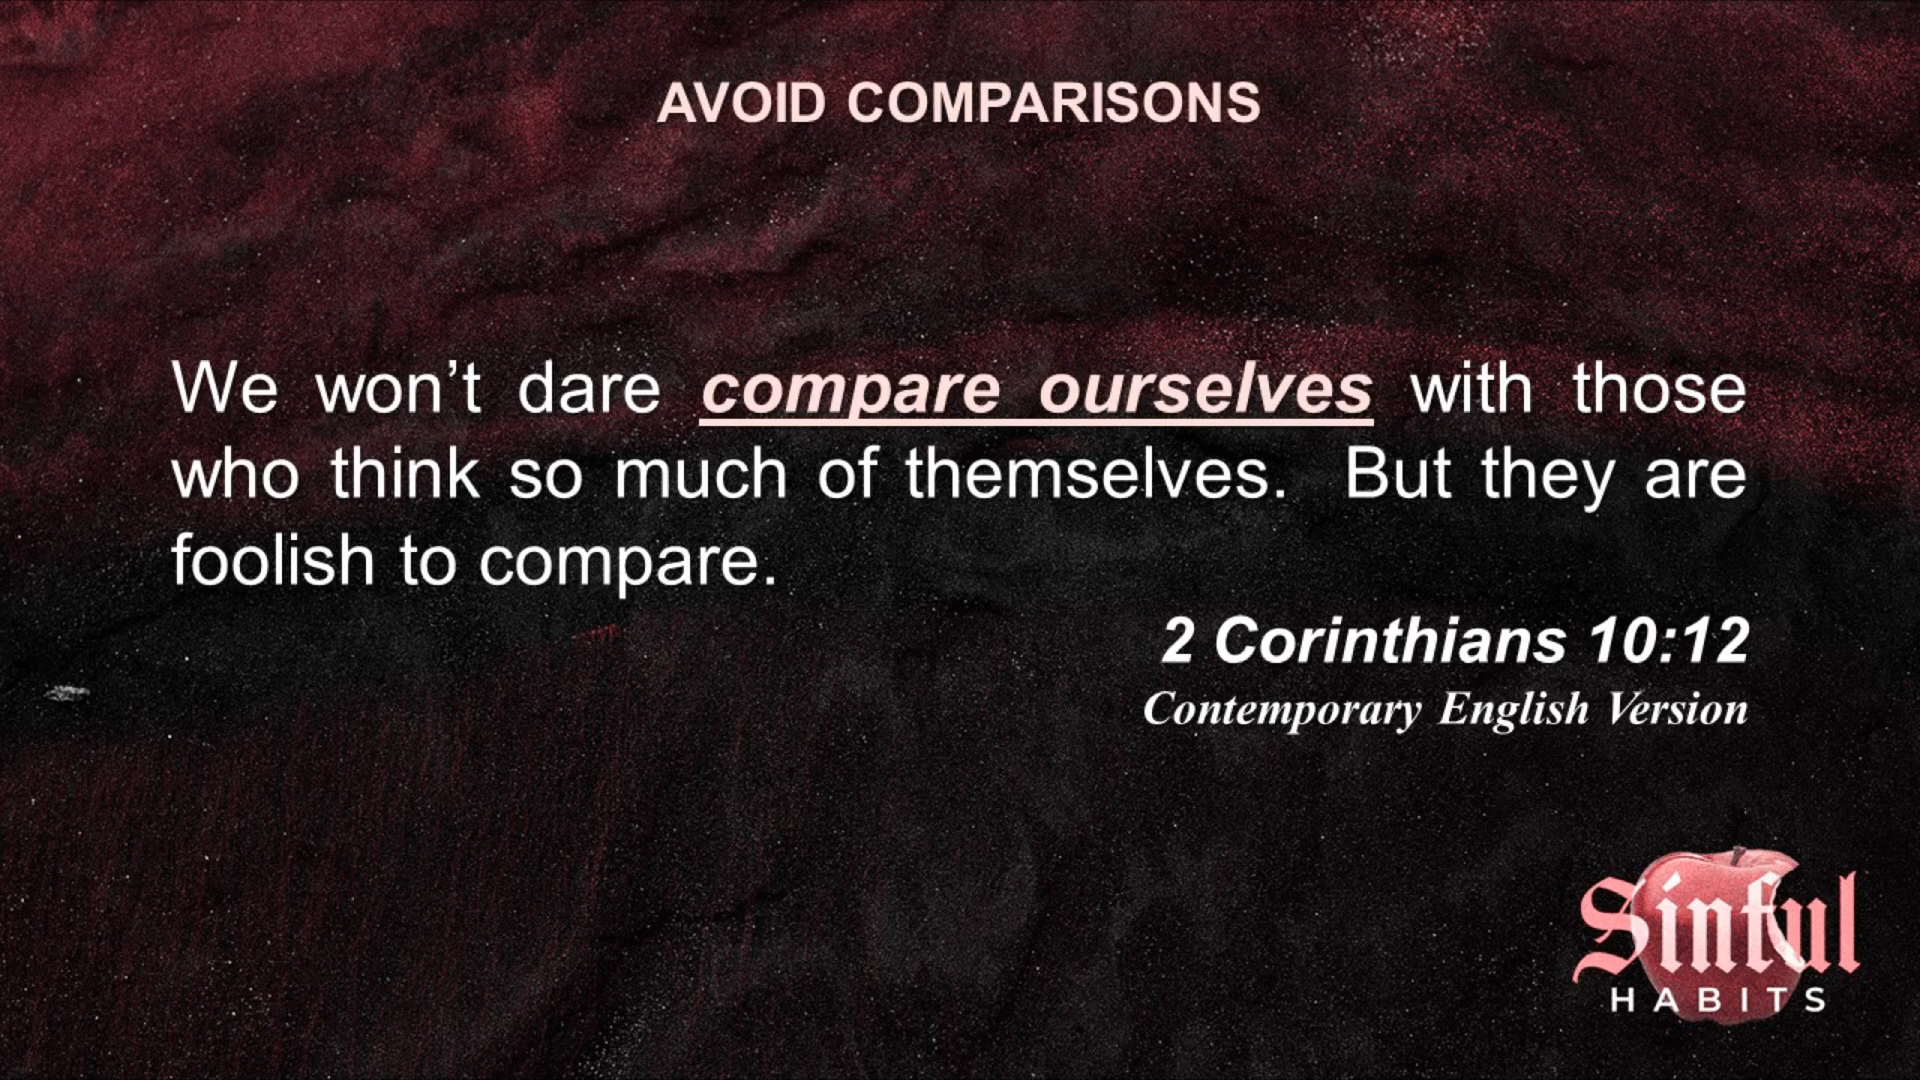 AVOID COMPARISONS
We won’t dare compare ourselves with those
who think so much of themselves.  But they are
foolish to compare.
2 Corinthians 10:12
Contemporary English Version
Sinful
HABITS